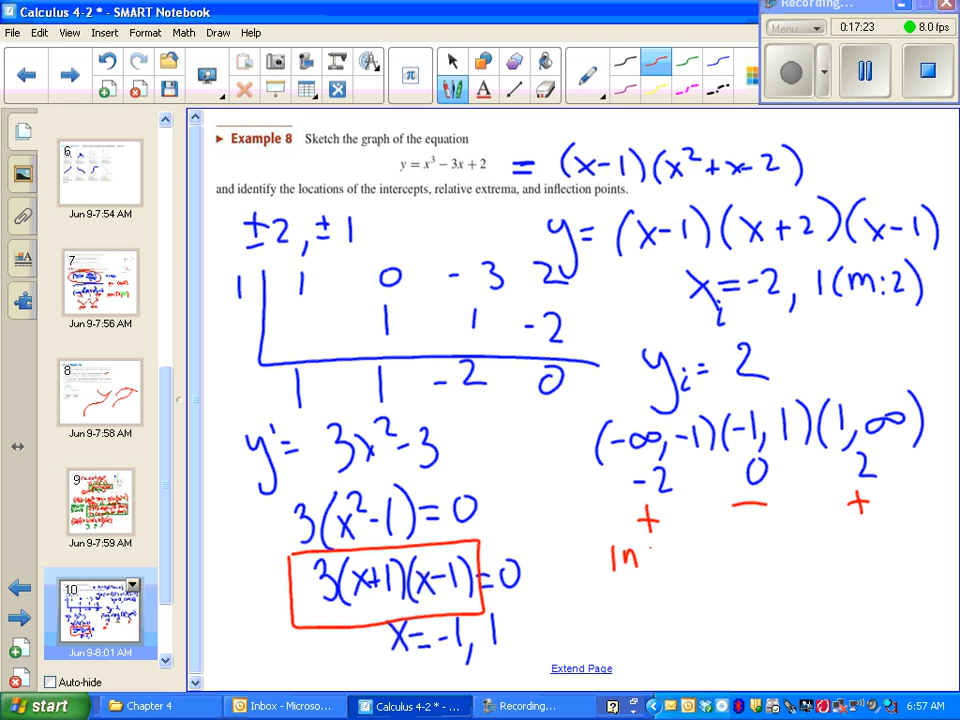 Calculus 4-2 * - SMART Notebook
Recording...
File Edit View Insert Format Math Draw Help
Menu 0:17:23 8.0 fps
6
Jun 9-7:54 AM
7
Jun 9-7:56 AM
8
Jun 9-7:58 AM
9
Jun 9-7:59 AM
10
Jun 9-8:01 AM
Auto-hide
Example 8 Sketch the graph of the equation
y = x³ − 3x + 2 = (x-1)(x²+x-2)
and identify the locations of the intercepts, relative extrema, and inflection points.
±2, ±1
y = (x-1)(x+2)(x-1)
1 | 1 0 -3 2
1 1 -2
1 1 -2 0
xᵢ = -2, 1(m:2)
yᵢ = 2
y' = 3x²-3
3(x²-1) = 0
3(x+1)(x-1) = 0
x = -1, 1
(-∞,-1)(-1,1)(1,∞)
-2 0 2
+ − +
in
Extend Page
start Chapter 4 Inbox - Microso... Calculus 4-2 * - ... Recording... 6:57 AM